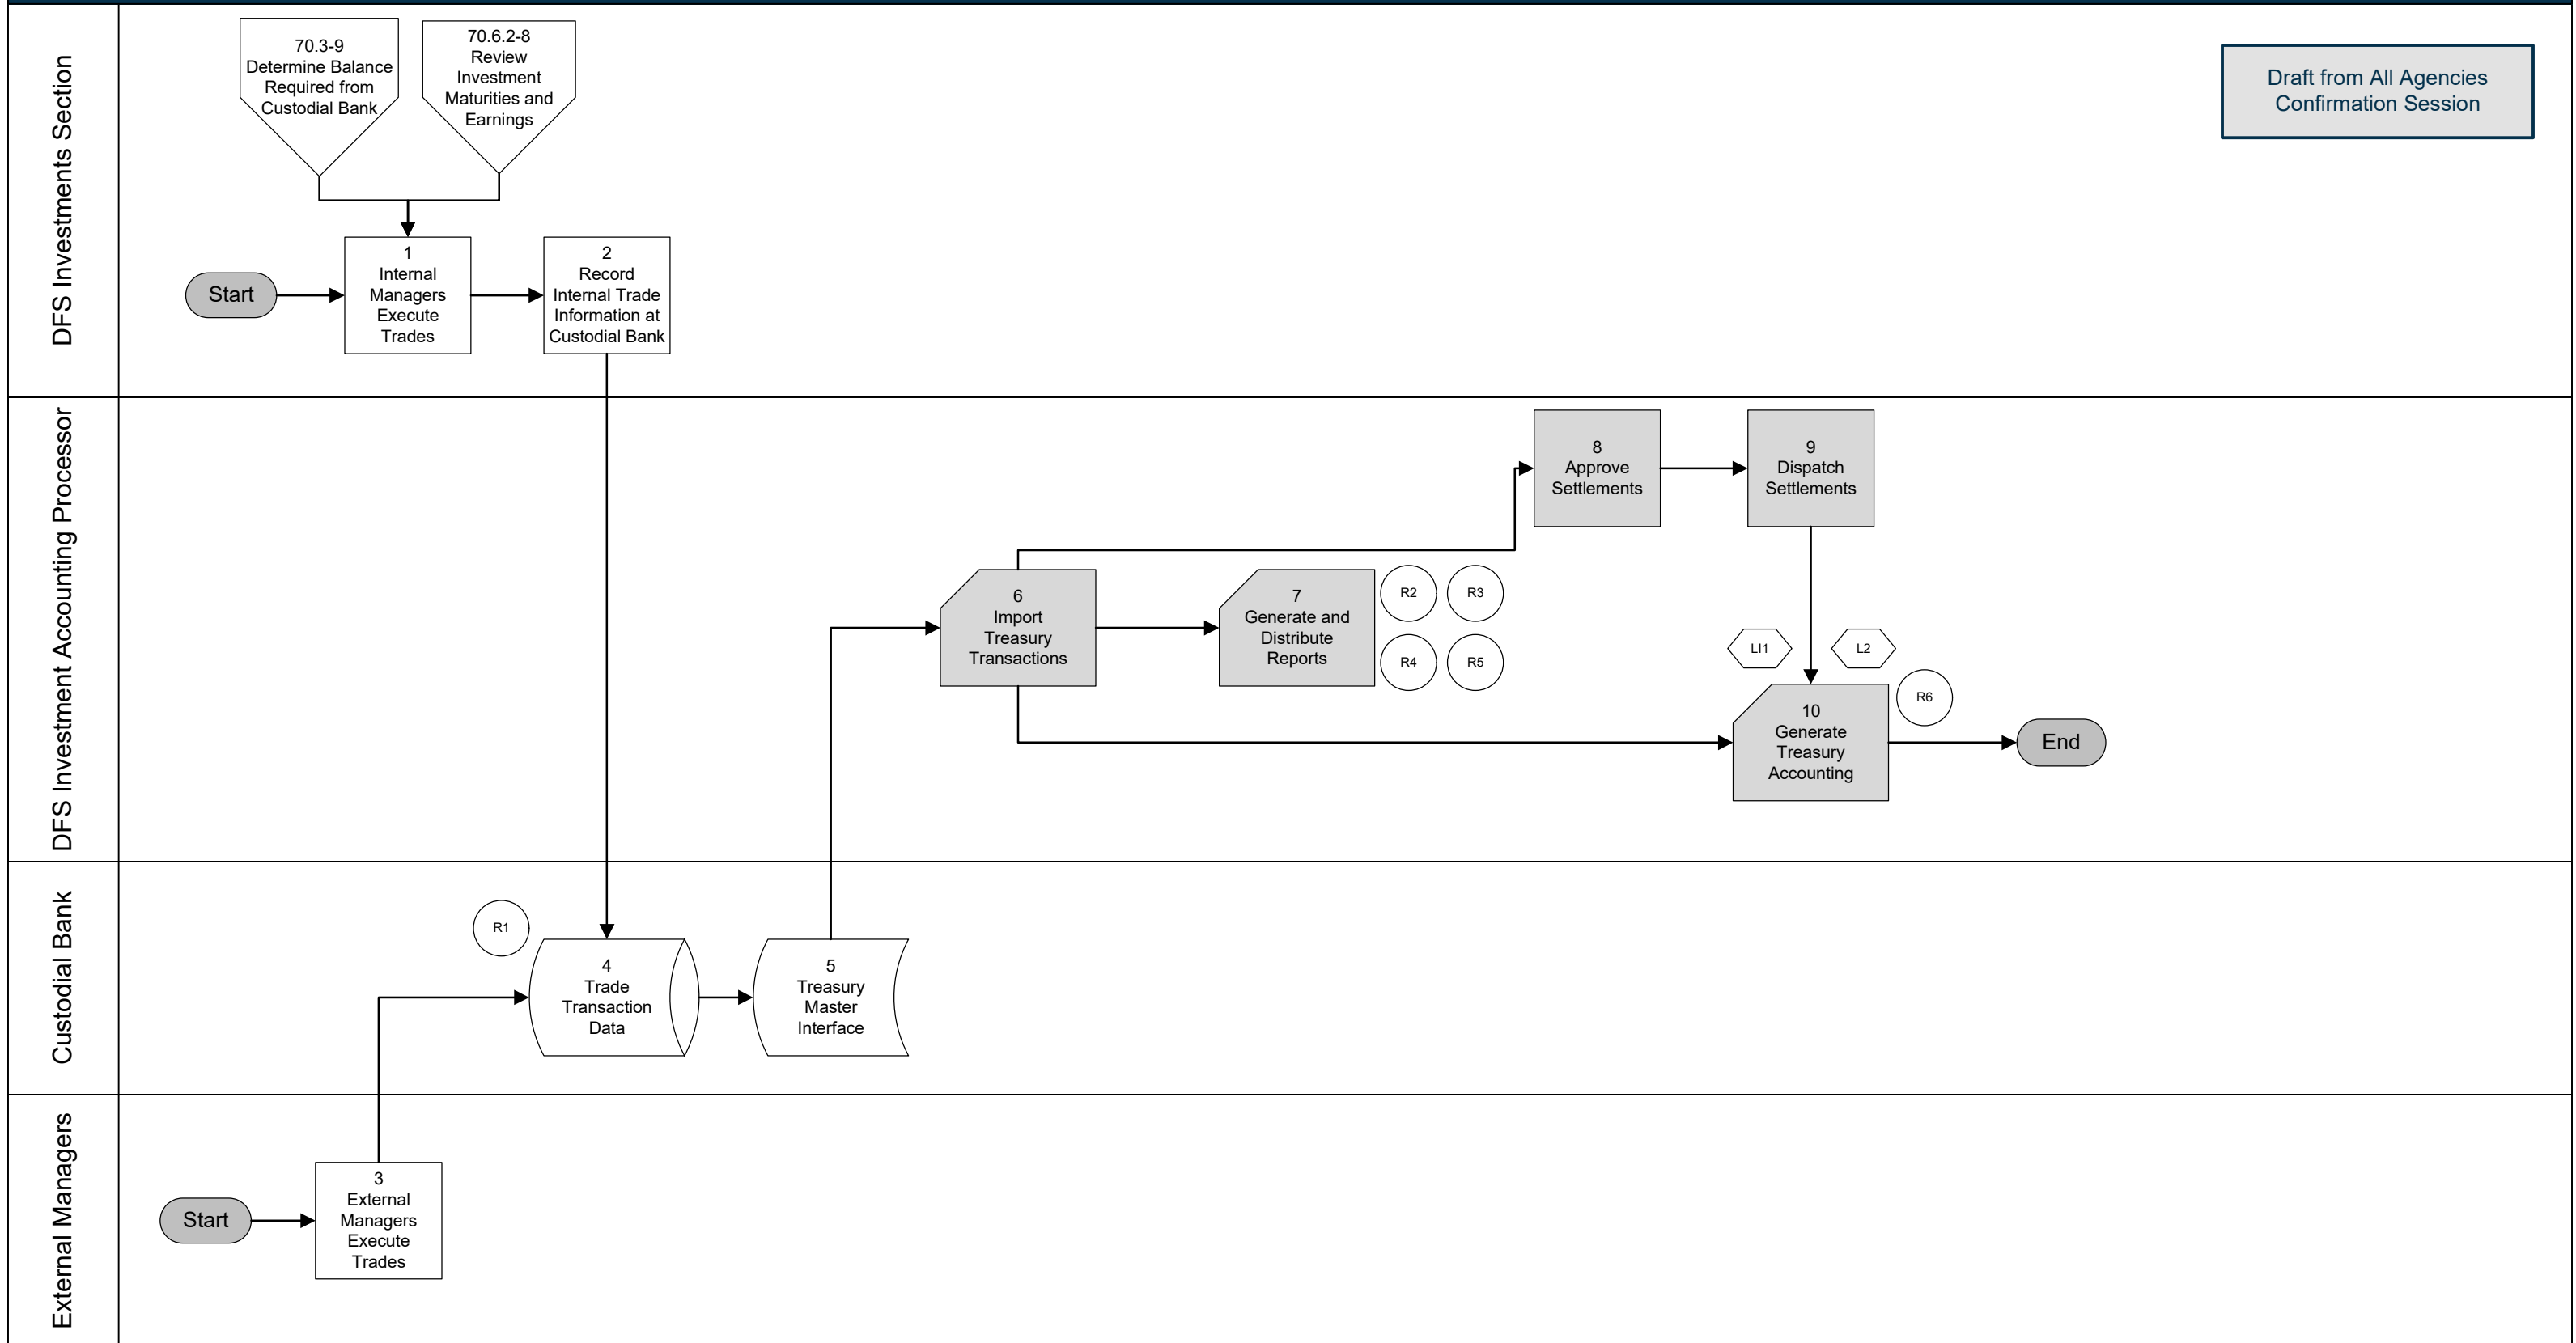 DFS Investments Section
70.3-9
Determine Balance
Required from
Custodial Bank
70.6.2-8
Review
Investment
Maturities and
Earnings
Draft from All Agencies
Confirmation Session
Start
1
Internal
Managers
Execute
Trades
2
Record
Internal Trade
Information at
Custodial Bank
DFS Investment Accounting Processor
8
Approve
Settlements
9
Dispatch
Settlements
6
Import
Treasury
Transactions
7
Generate and
Distribute
Reports
R2
R3
R4
R5
LI1
L2
10
Generate
Treasury
Accounting
R6
End
Custodial Bank
R1
4
Trade
Transaction
Data
5
Treasury
Master
Interface
External Managers
Start
3
External
Managers
Execute
Trades